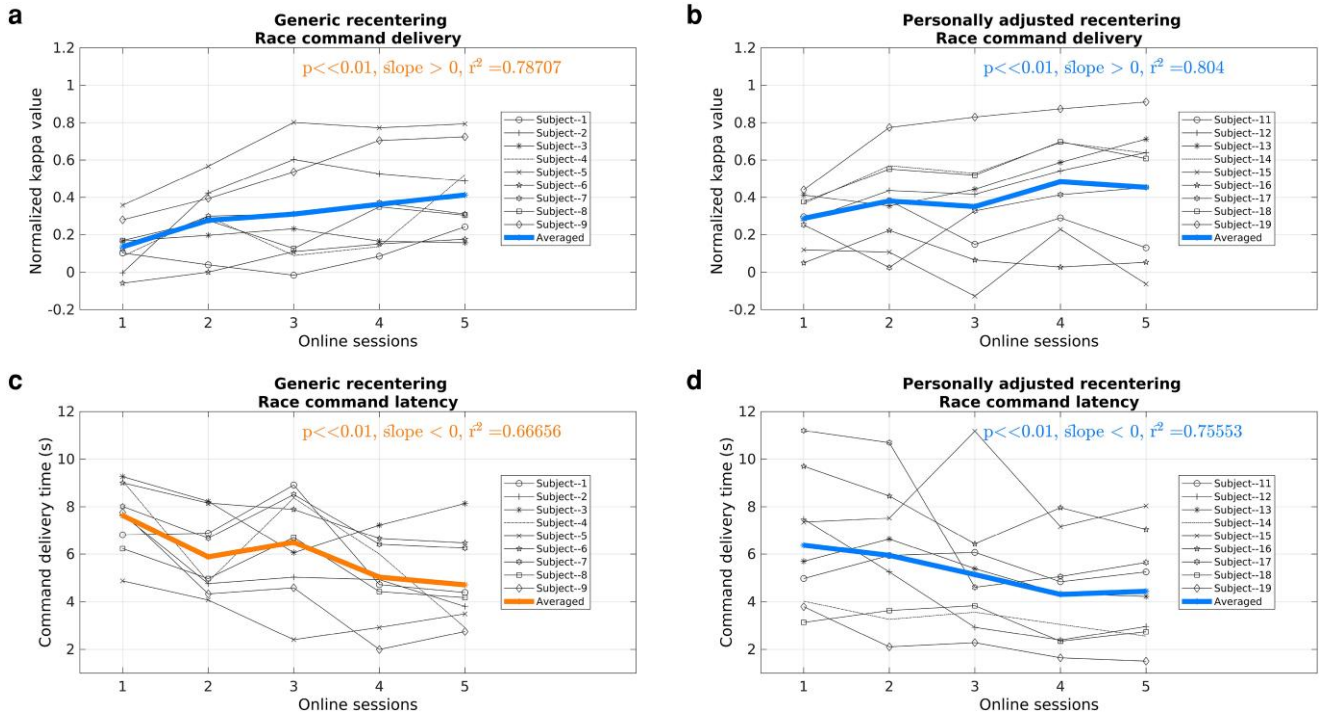 a
Generic recentering
Race command delivery
p<<0.01, slope > 0, r² =0.78707
Normalized kappa value
1.2
1
0.8
0.6
0.4
0.2
0
-0.2
1 2 3 4 5
Online sessions
Subject--1
Subject--2
Subject--3
Subject--4
Subject--5
Subject--6
Subject--7
Subject--8
Subject--9
Averaged
b
Personally adjusted recentering
Race command delivery
p<<0.01, slope > 0, r² =0.804
Normalized kappa value
1.2
1
0.8
0.6
0.4
0.2
0
-0.2
1 2 3 4 5
Online sessions
Subject--11
Subject--12
Subject--13
Subject--14
Subject--15
Subject--16
Subject--17
Subject--18
Subject--19
Averaged
c
Generic recentering
Race command latency
p<<0.01, slope < 0, r² =0.66656
Command delivery time (s)
12
10
8
6
4
2
1 2 3 4 5
Online sessions
Subject--1
Subject--2
Subject--3
Subject--4
Subject--5
Subject--6
Subject--7
Subject--8
Subject--9
Averaged
d
Personally adjusted recentering
Race command latency
p<<0.01, slope < 0, r² =0.75553
Command delivery time (s)
12
10
8
6
4
2
1 2 3 4 5
Online sessions
Subject--11
Subject--12
Subject--13
Subject--14
Subject--15
Subject--16
Subject--17
Subject--18
Subject--19
Averaged